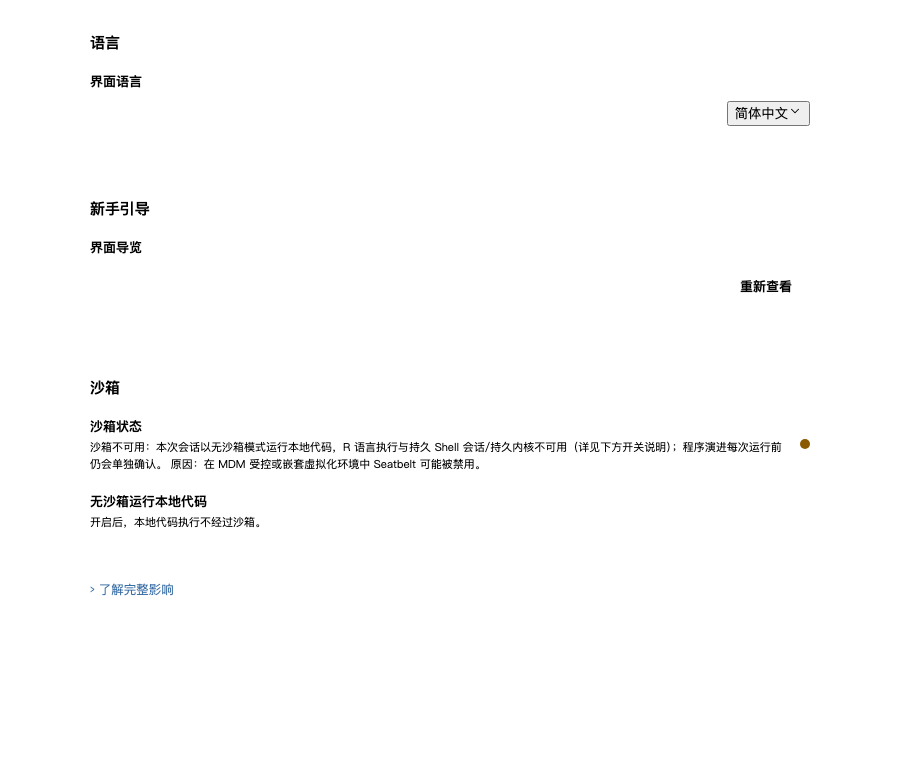 语言
界面语言
简体中文
新手引导
界面导览
重新查看
沙箱
沙箱状态
沙箱不可用：本次会话以无沙箱模式运行本地代码，R 语言执行与持久 Shell 会话/持久内核不可用（详见下方开关说明）；程序演进每次运行前
仍会单独确认。 原因：在 MDM 受控或嵌套虚拟化环境中 Seatbelt 可能被禁用。
无沙箱运行本地代码
开启后，本地代码执行不经过沙箱。
› 了解完整影响